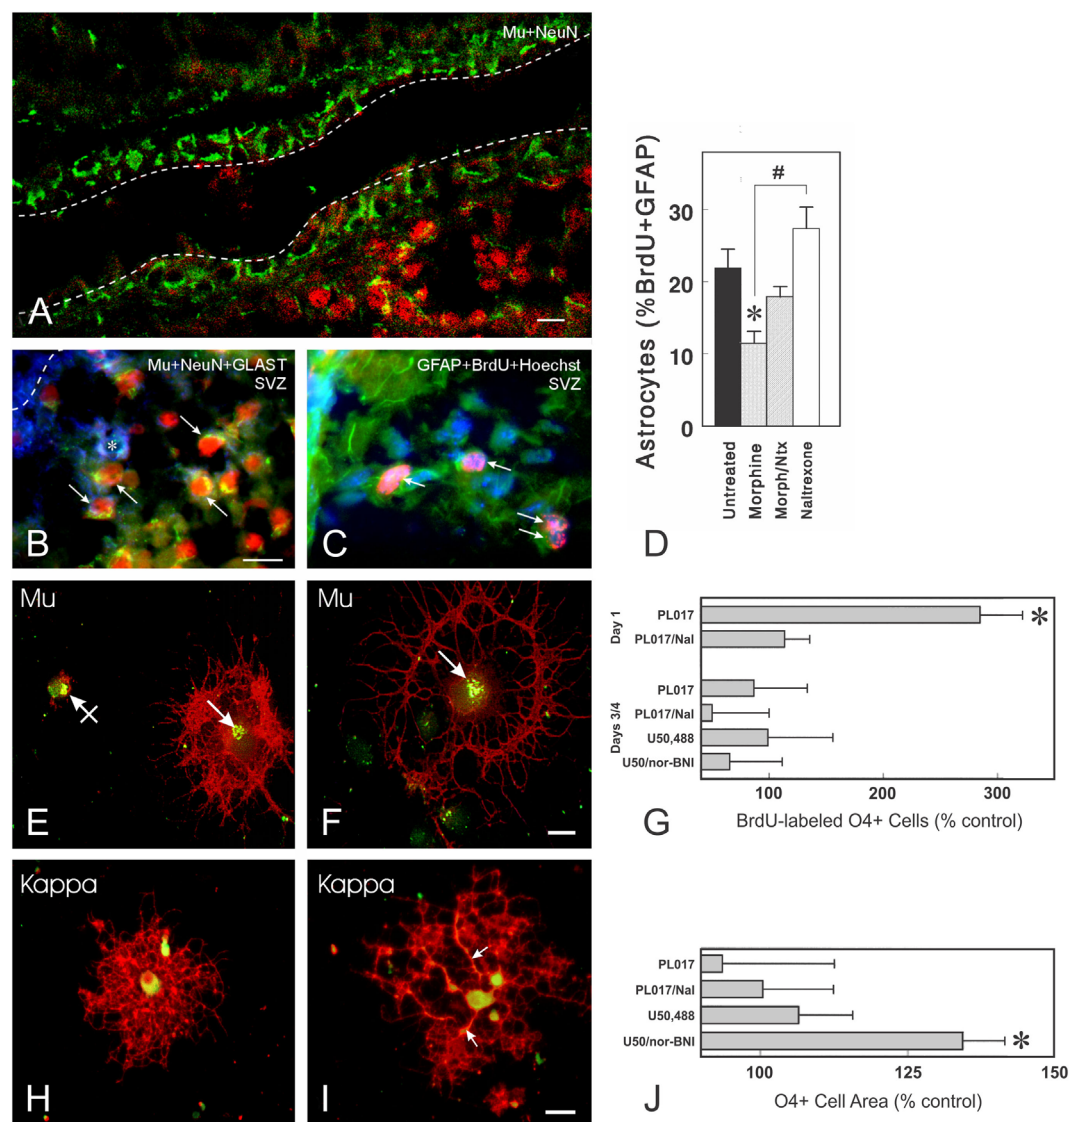 Mu+NeuN
A
Mu+NeuN+GLAST
SVZ
B
GFAP+BrdU+Hoechst
SVZ
C
Astrocytes (%BrdU+GFAP)
30
20
10
0
#
*
Untreated
Morphine
Morph/Ntx
Naltrexone
D
Mu
E
Mu
F
Day 1
PL017
*
PL017/Nal
Days 3/4
PL017
PL017/Nal
U50,488
U50/nor-BNI
100 200 300
BrdU-labeled O4+ Cells (% control)
G
Kappa
H
Kappa
I
PL017
PL017/Nal
U50,488
U50/nor-BNI
*
100 125 150
O4+ Cell Area (% control)
J